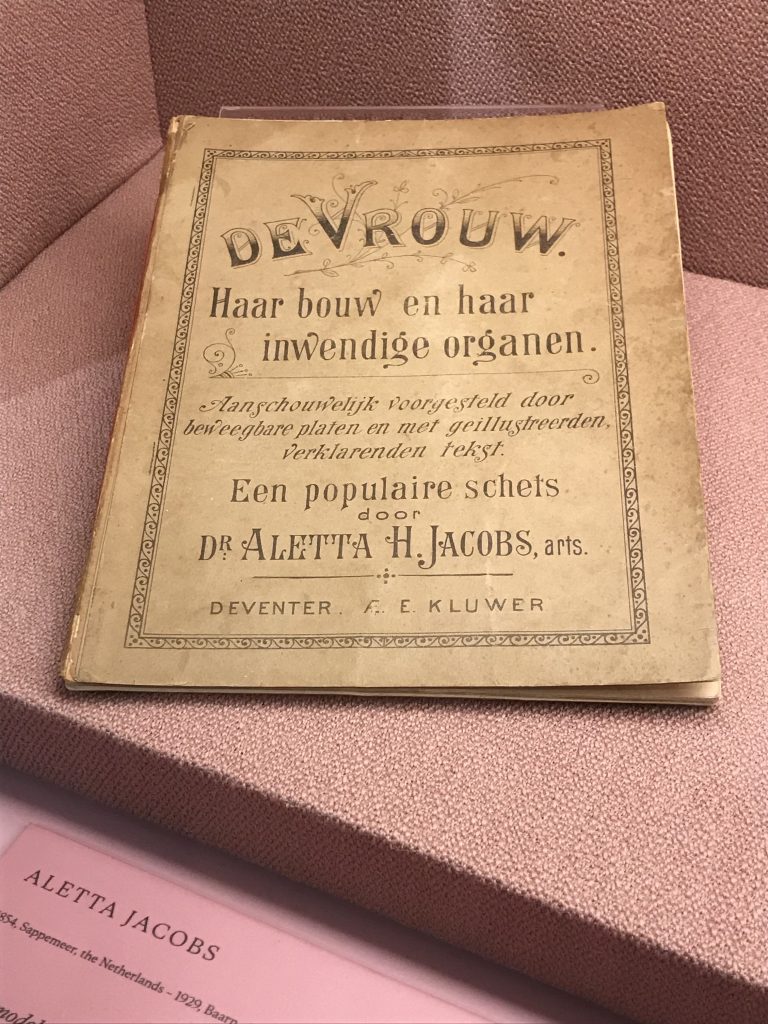 DE VROUW.
Haar bouw en haar
inwendige organen.
Aanschouwelijk voorgesteld door
beweegbare platen en met geillustreerden,
verklarenden tekst.
Een populaire schets
door
DR ALETTA H. JACOBS, arts.
DEVENTER. Æ. E. KLUWER
ALETTA JACOBS
1854, Sappemeer, the Netherlands – 1929, Baarn